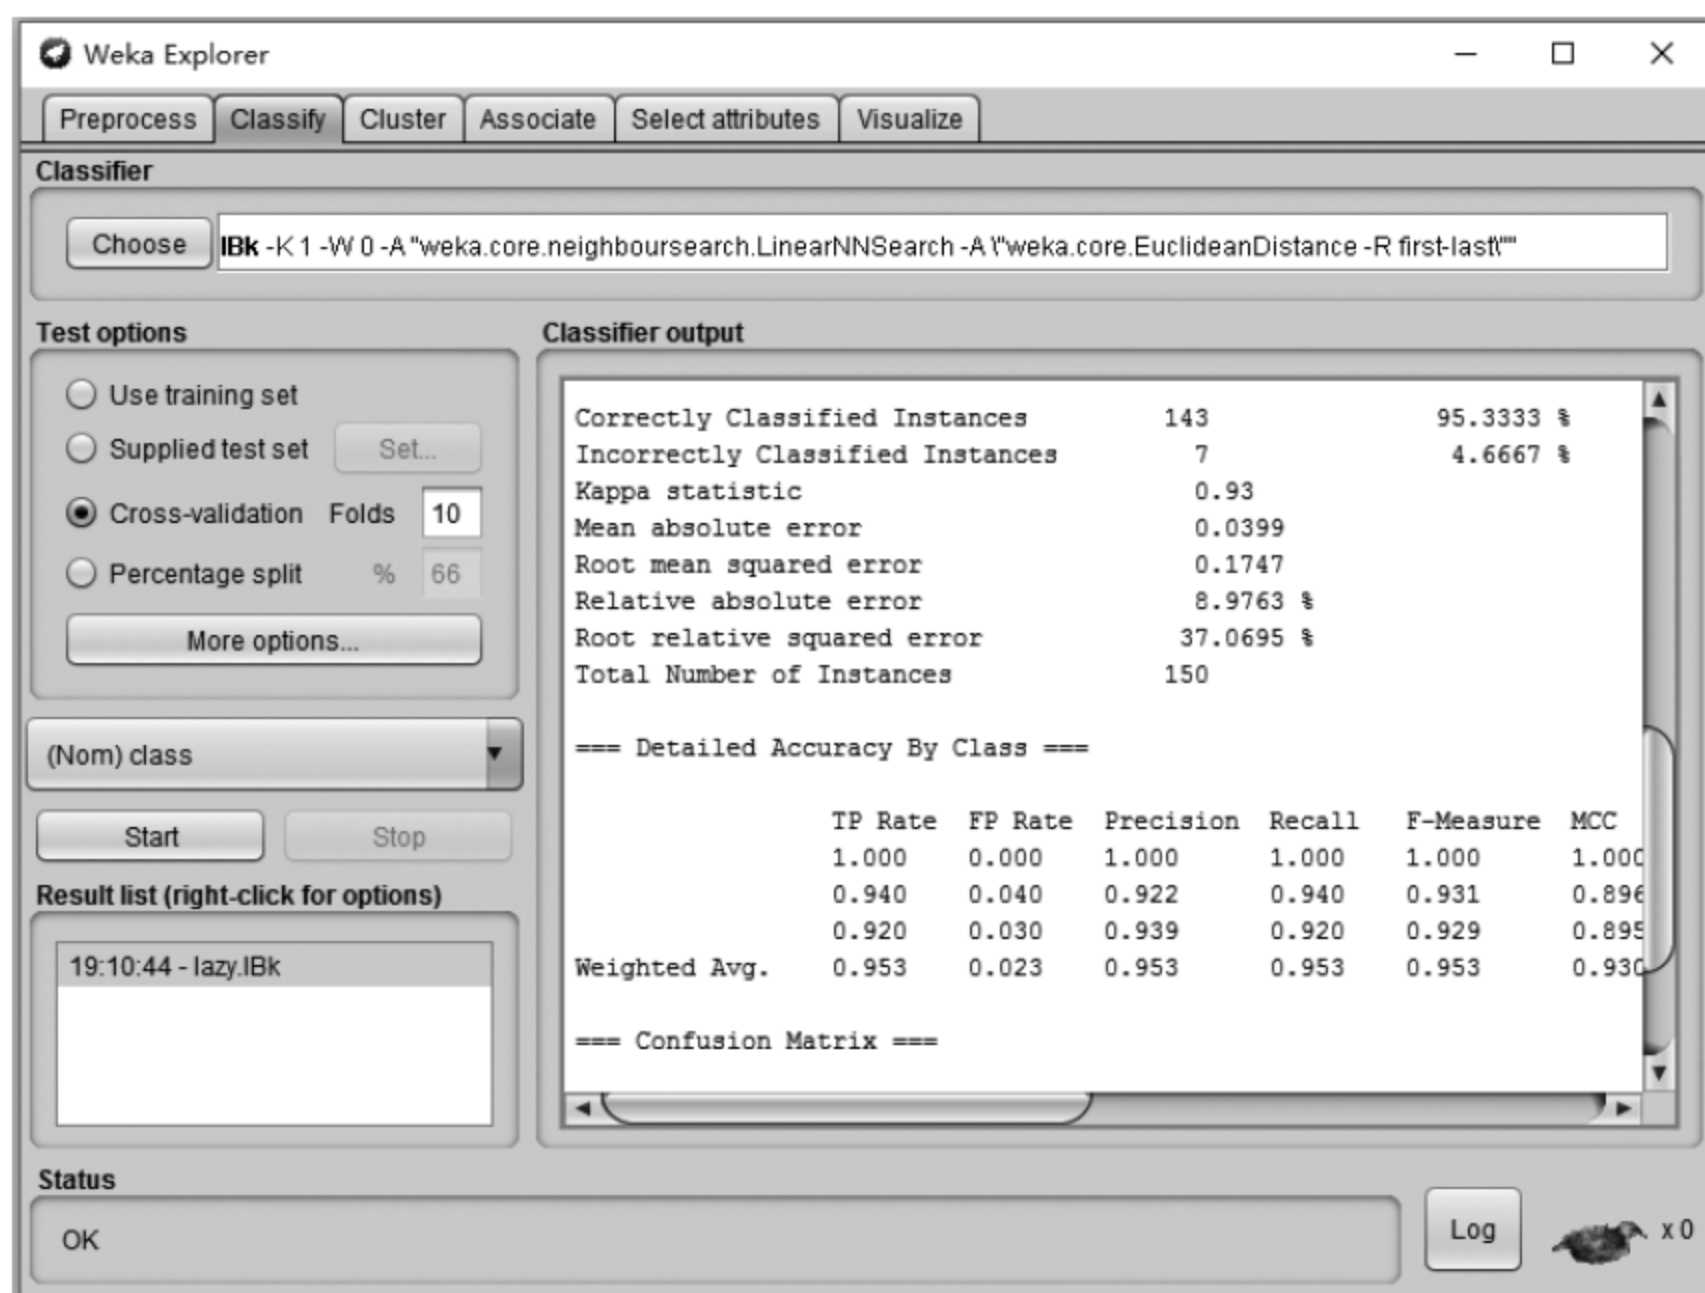 Weka Explorer
Preprocess Classify Cluster Associate Select attributes Visualize
Classifier
Choose IBk -K 1 -W 0 -A "weka.core.neighboursearch.LinearNNSearch -A \"weka.core.EuclideanDistance -R first-last\""
Test options
Use training set
Supplied test set Set...
Cross-validation Folds 10
Percentage split % 66
More options...
(Nom) class
Start Stop
Result list (right-click for options)
19:10:44 - lazy.IBk
Classifier output
Correctly Classified Instances 143 95.3333 %
Incorrectly Classified Instances 7 4.6667 %
Kappa statistic 0.93
Mean absolute error 0.0399
Root mean squared error 0.1747
Relative absolute error 8.9763 %
Root relative squared error 37.0695 %
Total Number of Instances 150
=== Detailed Accuracy By Class ===
TP Rate FP Rate Precision Recall F-Measure MCC
1.000 0.000 1.000 1.000 1.000 1.000
0.940 0.040 0.922 0.940 0.931 0.896
0.920 0.030 0.939 0.920 0.929 0.895
Weighted Avg. 0.953 0.023 0.953 0.953 0.953 0.930
=== Confusion Matrix ===
Status
OK
Log x 0